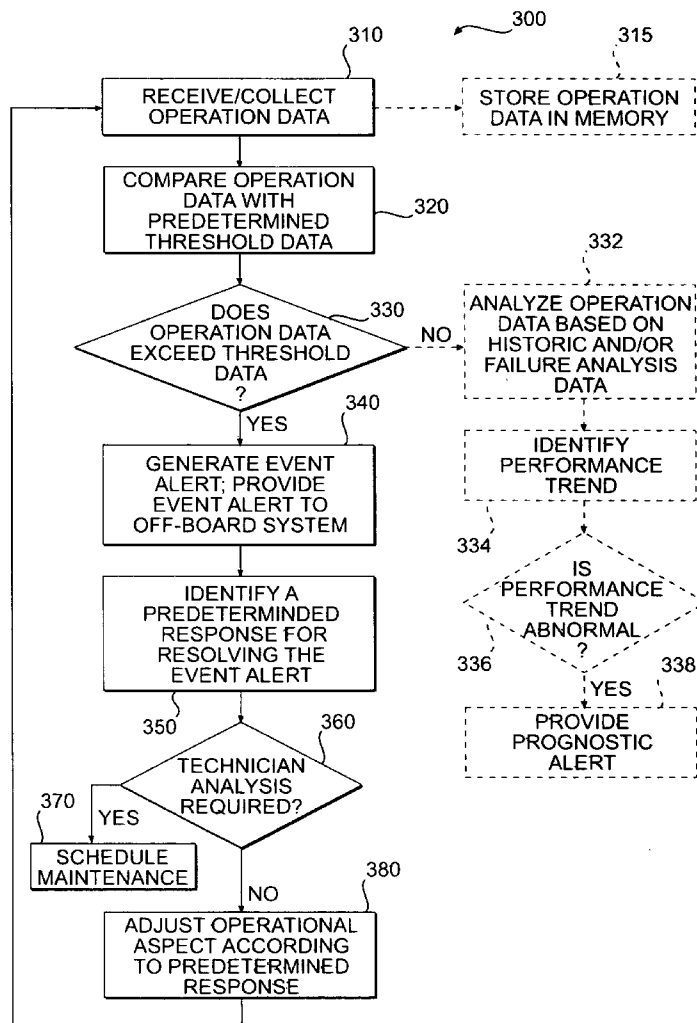 300
310
RECEIVE/COLLECT
OPERATION DATA
315
STORE OPERATION
DATA IN MEMORY
COMPARE OPERATION
DATA WITH
PREDETERMINED
THRESHOLD DATA
320
DOES
OPERATION DATA
EXCEED THRESHOLD
DATA
?
330
NO
332
ANALYZE OPERATION
DATA BASED ON
HISTORIC AND/OR
FAILURE ANALYSIS
DATA
YES
340
GENERATE EVENT
ALERT; PROVIDE
EVENT ALERT TO
OFF-BOARD SYSTEM
IDENTIFY
PERFORMANCE
TREND
334
IS
PERFORMANCE
TREND
ABNORMAL
?
336
YES
338
PROVIDE
PROGNOSTIC
ALERT
IDENTIFY A
PREDETERMINDED
RESPONSE FOR
RESOLVING THE
EVENT ALERT
350
360
TECHNICIAN
ANALYSIS
REQUIRED?
YES
370
SCHEDULE
MAINTENANCE
NO
380
ADJUST OPERATIONAL
ASPECT ACCORDING
TO PREDETERMINED
RESPONSE